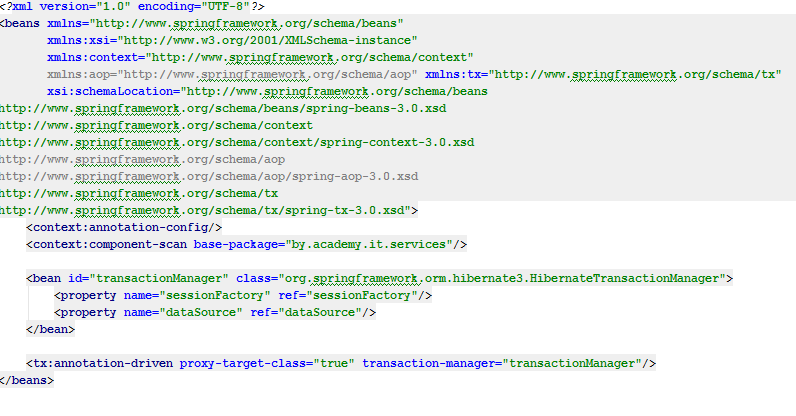 <?xml version="1.0" encoding="UTF-8"?>
<beans xmlns="http://www.springframework.org/schema/beans"
xmlns:xsi="http://www.w3.org/2001/XMLSchema-instance"
xmlns:context="http://www.springframework.org/schema/context"
xmlns:aop="http://www.springframework.org/schema/aop" xmlns:tx="http://www.springframework.org/schema/tx"
xsi:schemaLocation="http://www.springframework.org/schema/beans
http://www.springframework.org/schema/beans/spring-beans-3.0.xsd
http://www.springframework.org/schema/context
http://www.springframework.org/schema/context/spring-context-3.0.xsd
http://www.springframework.org/schema/aop
http://www.springframework.org/schema/aop/spring-aop-3.0.xsd
http://www.springframework.org/schema/tx
http://www.springframework.org/schema/tx/spring-tx-3.0.xsd">
<context:annotation-config/>
<context:component-scan base-package="by.academy.it.services"/>
<bean id="transactionManager" class="org.springframework.orm.hibernate3.HibernateTransactionManager">
<property name="sessionFactory" ref="sessionFactory"/>
<property name="dataSource" ref="dataSource"/>
</bean>
<tx:annotation-driven proxy-target-class="true" transaction-manager="transactionManager"/>
</beans>